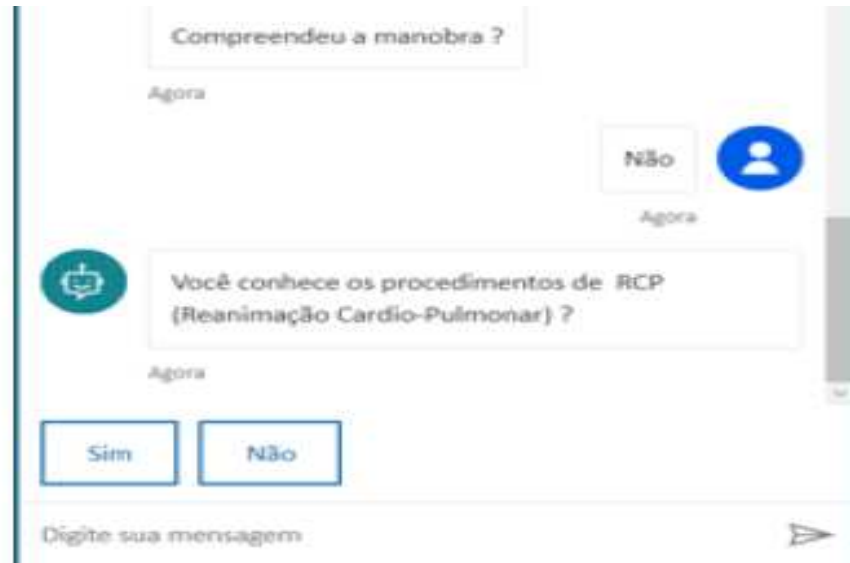 Compreendeu a manobra ?
Agora
Não
Agora
Você conhece os procedimentos de RCP
(Reanimação Cardio-Pulmonar) ?
Agora
Sim
Não
Digite sua mensagem